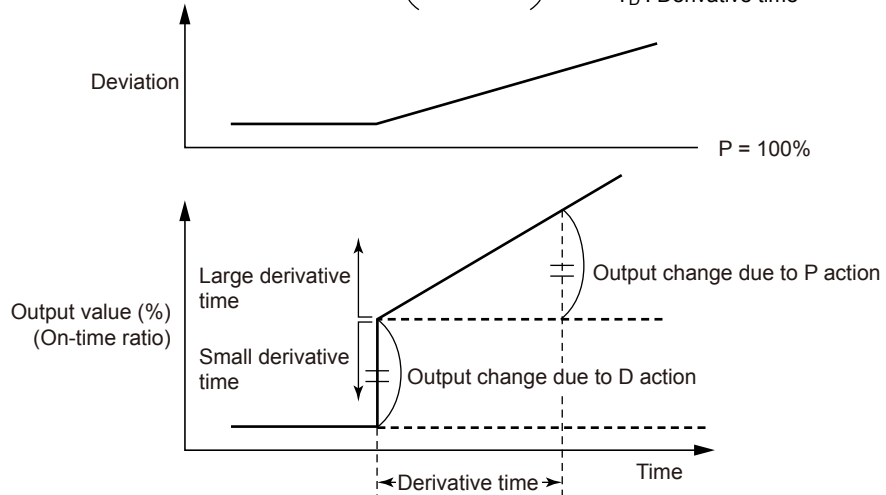 T_D : Derivative time
Deviation
P = 100%
Large derivative
time
Output change due to P action
Output value (%)
(On-time ratio)
Small derivative
time
Output change due to D action
Time
Derivative time